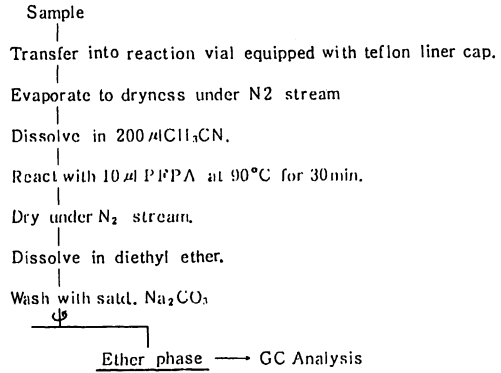 Sample
Transfer into reaction vial equipped with teflon liner cap.
Evaporate to dryness under N2 stream
Dissolve in 200 μl CH₃CN.
React with 10 μl PFPA at 90°C for 30min.
Dry under N₂ stream.
Dissolve in diethyl ether.
Wash with satd. Na₂CO₃
Ether phase → GC Analysis